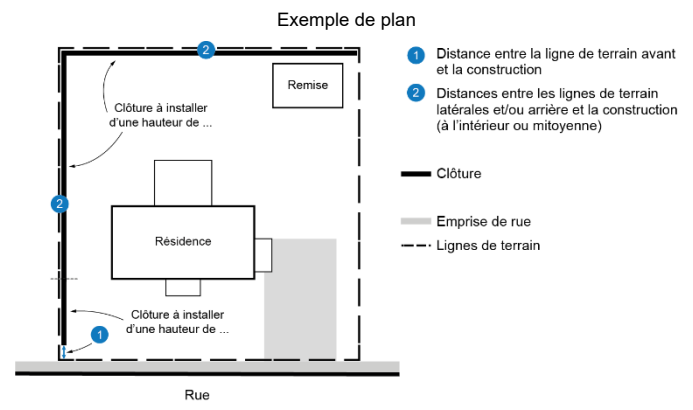 Exemple de plan
2
Remise
Clôture à installer
d'une hauteur de ...
2
Résidence
Clôture à installer
d'une hauteur de ...
1
Rue
1 Distance entre la ligne de terrain avant
et la construction
2 Distances entre les lignes de terrain
latérales et/ou arrière et la construction
(à l'intérieur ou mitoyenne)
Clôture
Emprise de rue
Lignes de terrain